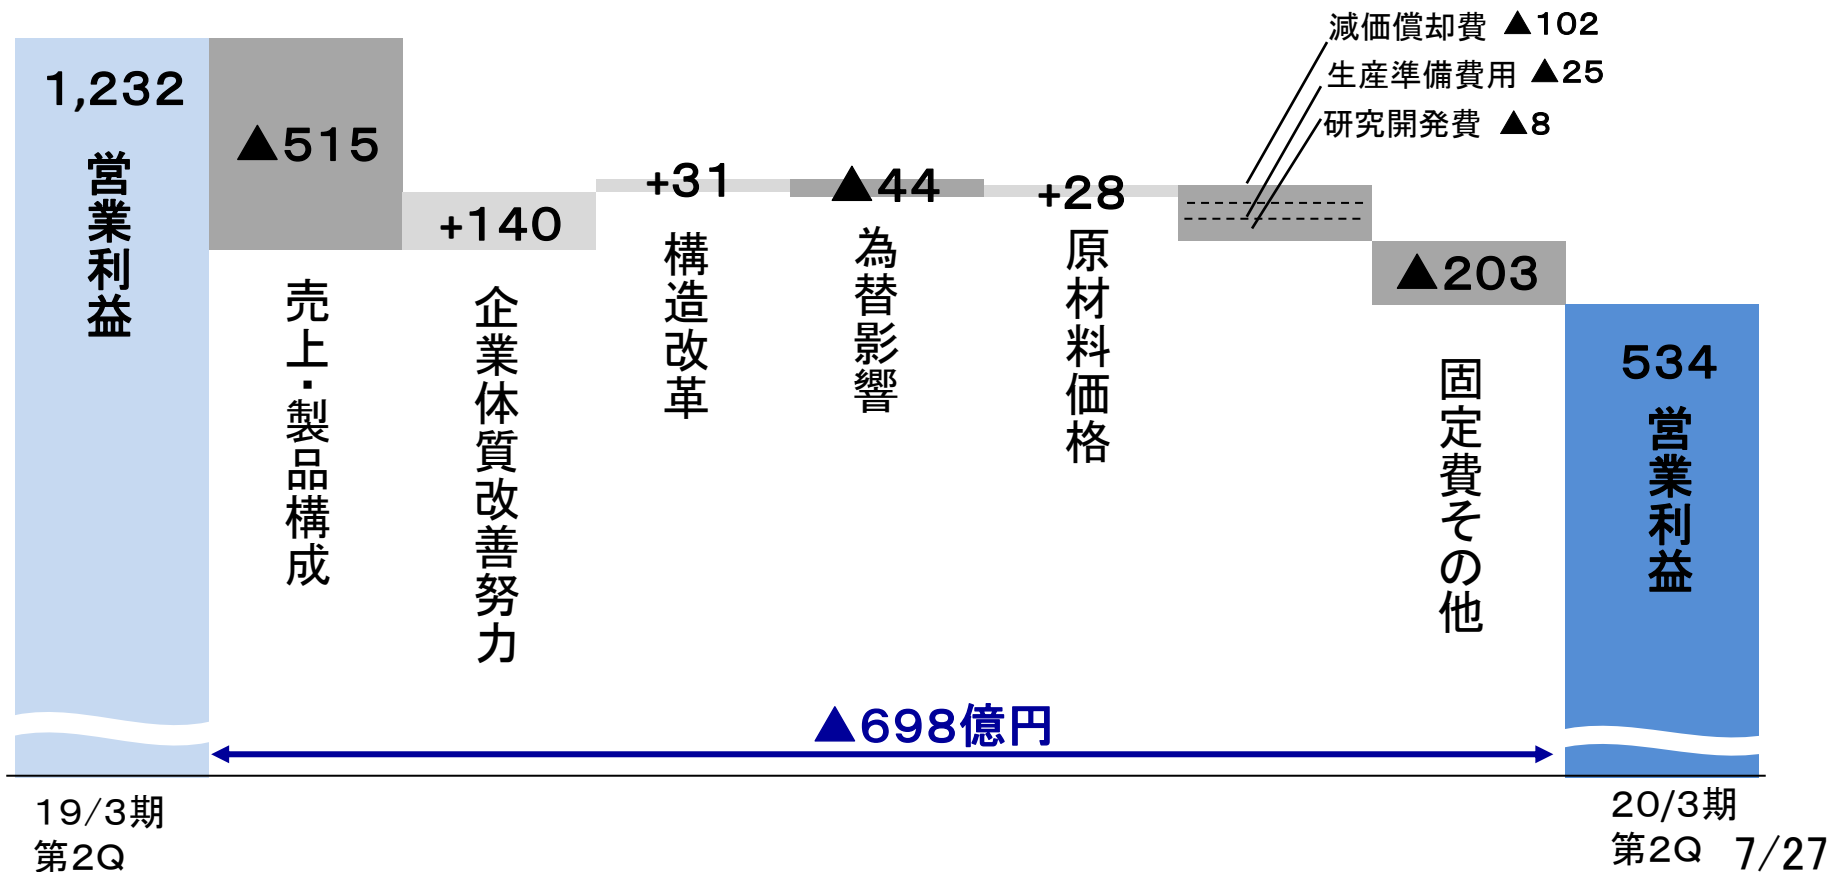 1,232
営業利益
▲515
売上・製品構成
+140
企業体質改善努力
+31
構造改革
▲44
為替影響
+28
原材料価格
減価償却費 ▲102
生産準備費用 ▲25
研究開発費 ▲8
▲203
固定費その他
534
営業利益
▲698億円
19/3期
第2Q
20/3期
第2Q
7/27